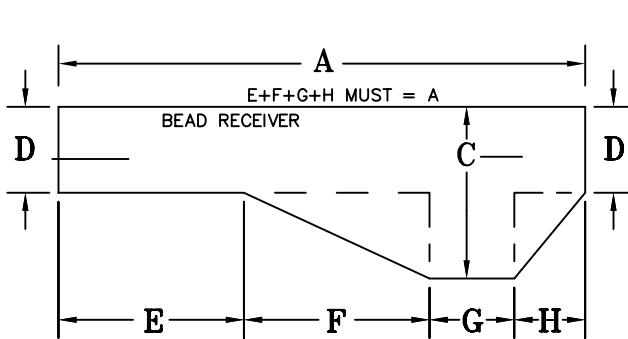 A
E+F+G+H MUST = A
BEAD RECEIVER
D
C
D
E
F
G
H